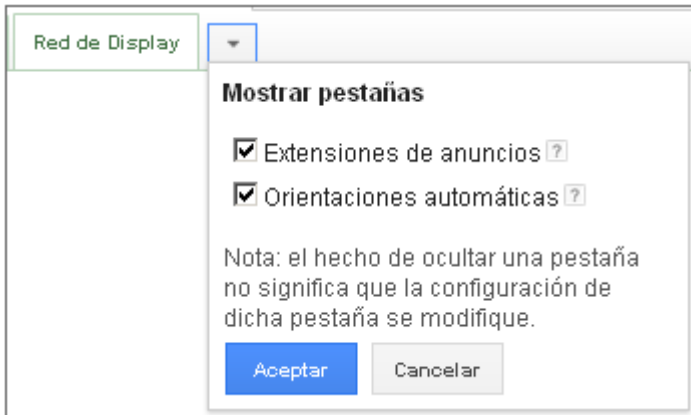 Red de Display
Mostrar pestañas
Extensiones de anuncios ?
Orientaciones automáticas ?
Nota: el hecho de ocultar una pestaña
no significa que la configuración de
dicha pestaña se modifique.
Aceptar Cancelar